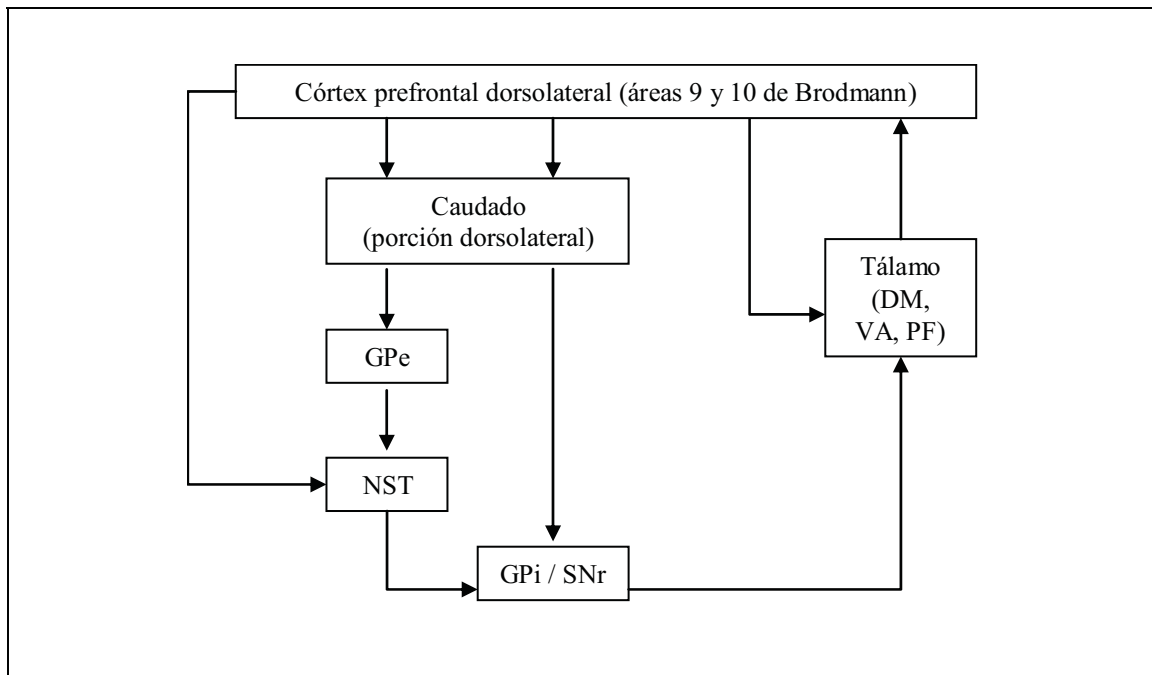 Córtex prefrontal dorsolateral (áreas 9 y 10 de Brodmann)
Caudado
(porción dorsolateral)
Tálamo
(DM,
VA, PF)
GPe
NST
GPi / SNr